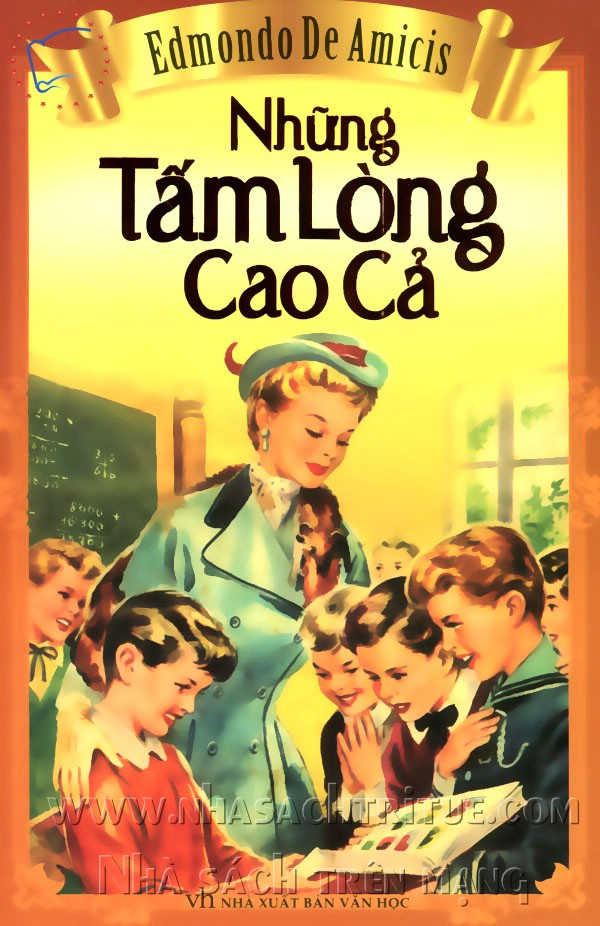 Edmondo De Amicis
Những
Tấm Lòng
Cao Cả
www.nhasachtritue.com
Nhà sách trên mạng
vh NHÀ XUẤT BẢN VĂN HỌC